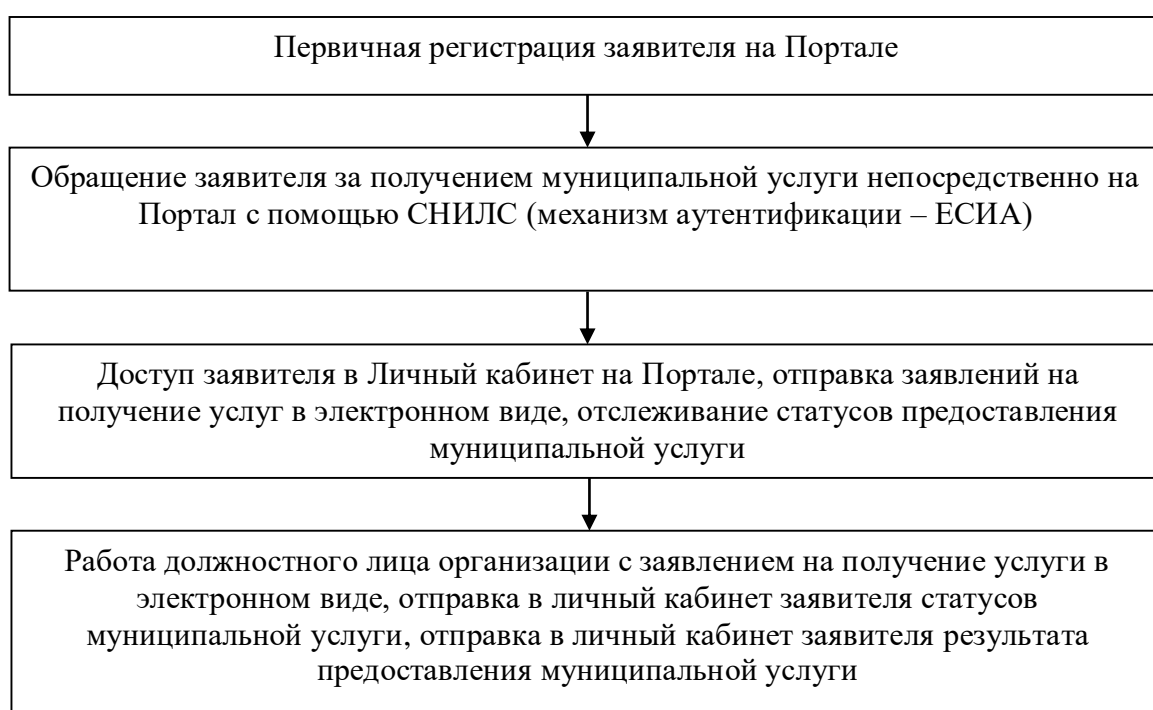 Первичная регистрация заявителя на Портале
Обращение заявителя за получением муниципальной услуги непосредственно на
Портал с помощью СНИЛС (механизм аутентификации – ЕСИА)
Доступ заявителя в Личный кабинет на Портале, отправка заявлений на
получение услуг в электронном виде, отслеживание статусов предоставления
муниципальной услуги
Работа должностного лица организации с заявлением на получение услуги в
электронном виде, отправка в личный кабинет заявителя статусов
муниципальной услуги, отправка в личный кабинет заявителя результата
предоставления муниципальной услуги